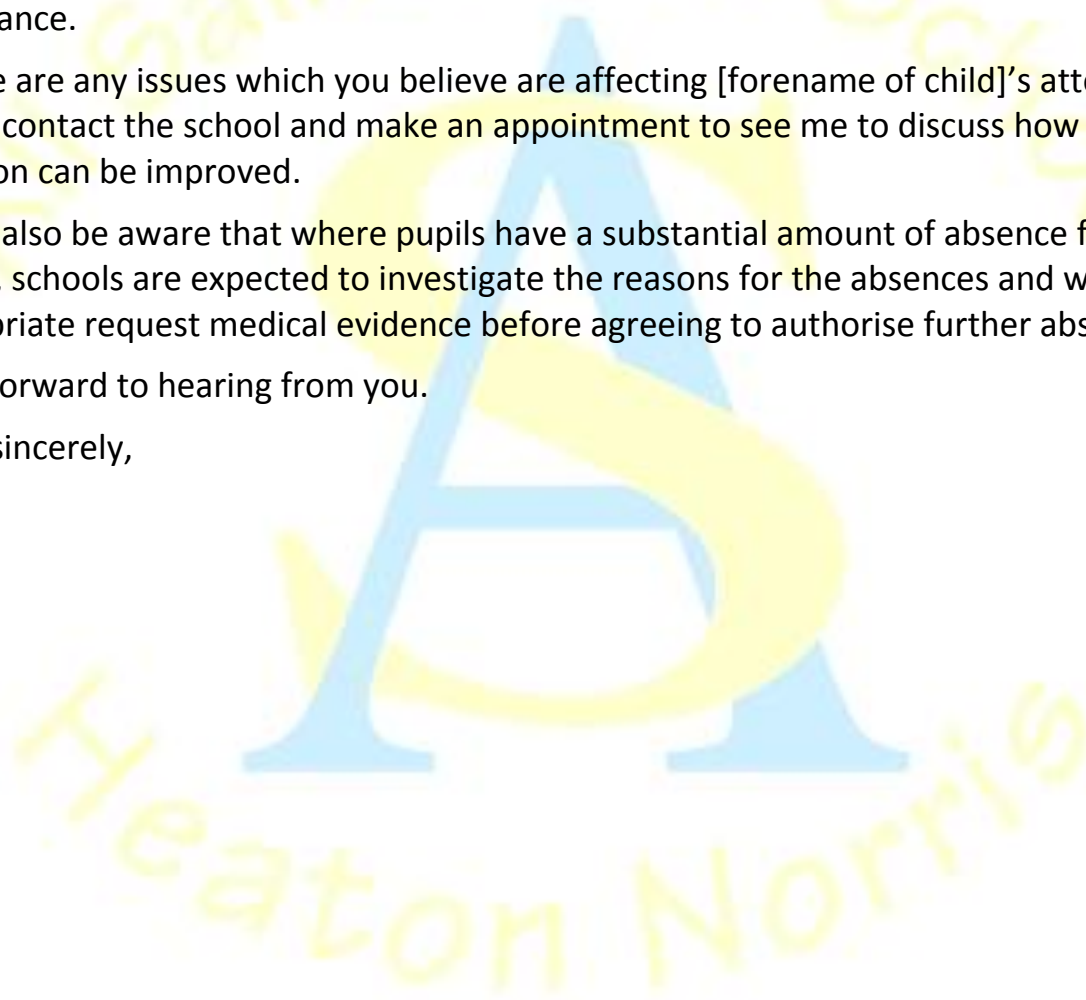 ance.
e are any issues which you believe are affecting [forename of child]'s atte
contact the school and make an appointment to see me to discuss how
on can be improved.
also be aware that where pupils have a substantial amount of absence f
, schools are expected to investigate the reasons for the absences and w
priate request medical evidence before agreeing to authorise further abs
orward to hearing from you.
sincerely,
AS
Heaton Norris